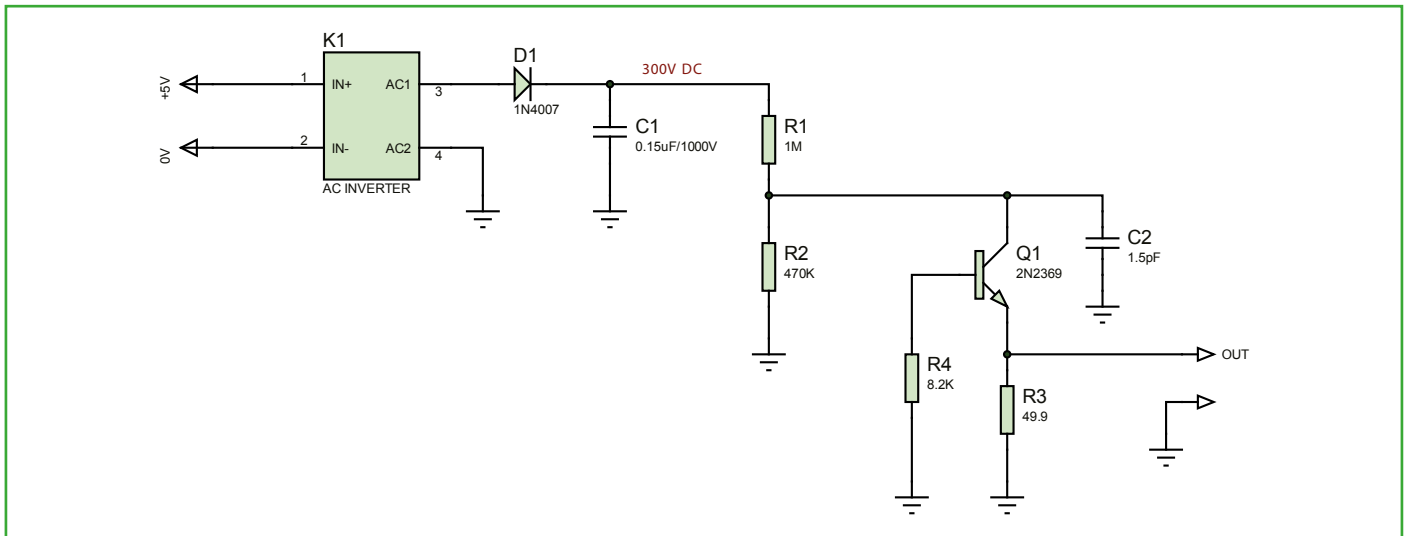 K1
+5V
1
IN+
AC1
3
0V
2
IN-
AC2
4
AC INVERTER
D1
1N4007
300V DC
C1
0.15uF/1000V
R1
1M
R2
470K
Q1
2N2369
C2
1.5pF
R4
8.2K
R3
49.9
OUT